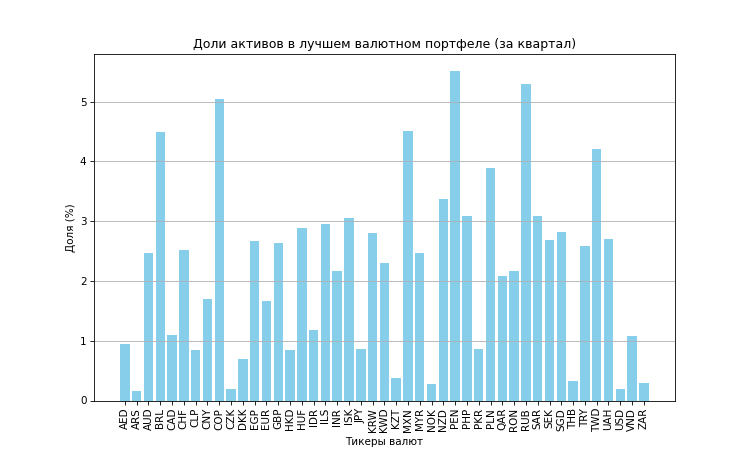 Доли активов в лучшем валютном портфеле (за квартал)
Доля (%)
5
4
3
2
1
0
AED ARS AUD BRL CAD CHF CLP CNY COP CZK DKK EGP EUR GBP HKD HUF IDR ILS INR ISK JPY KRW KWD KZT MXN MYR NOK NZD PEN PHP PKR PLN QAR RON RUB SAR SEK SGD THB TRY TWD UAH USD VND ZAR
Тикеры валют